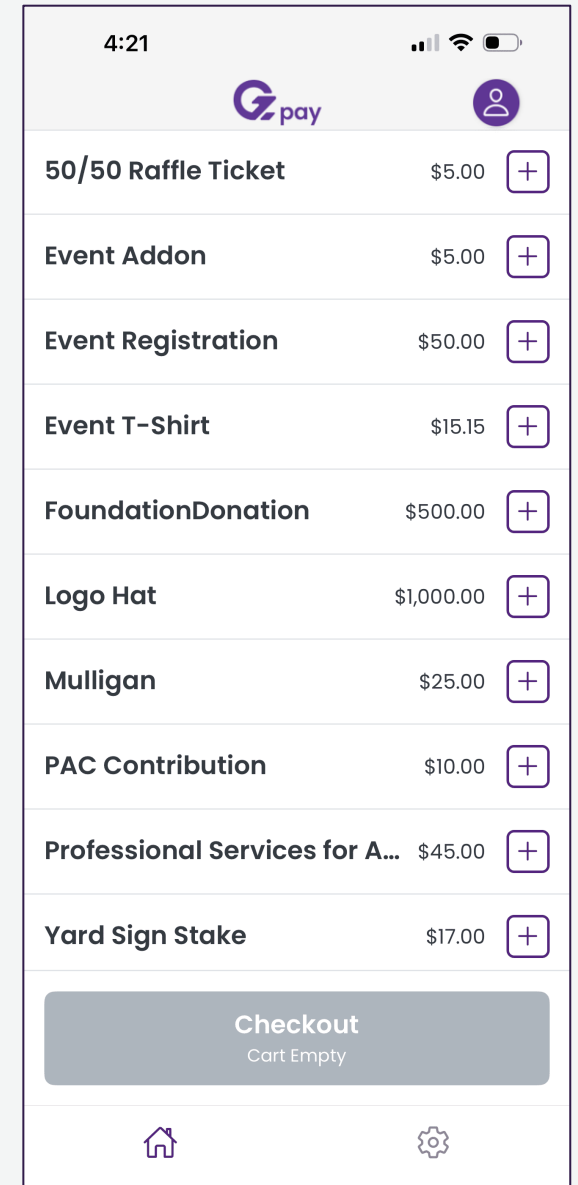 4:21
GZ pay
50/50 Raffle Ticket $5.00
Event Addon $5.00
Event Registration $50.00
Event T-Shirt $15.15
FoundationDonation $500.00
Logo Hat $1,000.00
Mulligan $25.00
PAC Contribution $10.00
Professional Services for A... $45.00
Yard Sign Stake $17.00
Checkout
Cart Empty